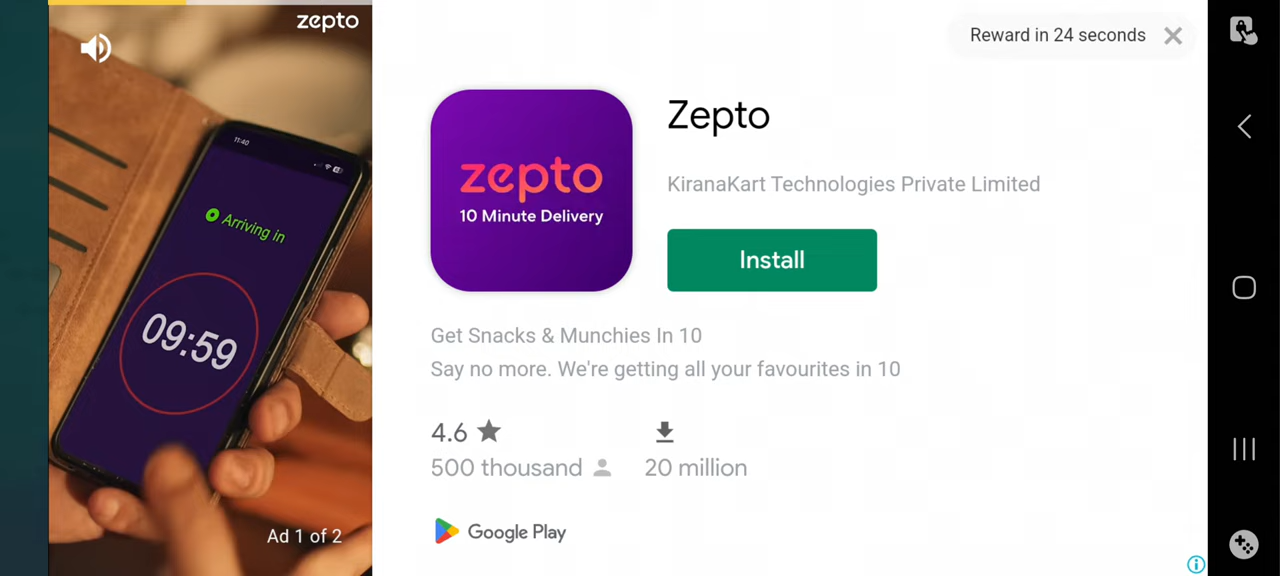 zepto
11:40
Arriving in
09:59
Ad 1 of 2
Reward in 24 seconds
zepto
10 Minute Delivery
Zepto
KiranaKart Technologies Private Limited
Install
Get Snacks & Munchies In 10
Say no more. We're getting all your favourites in 10
4.6
500 thousand
20 million
Google Play